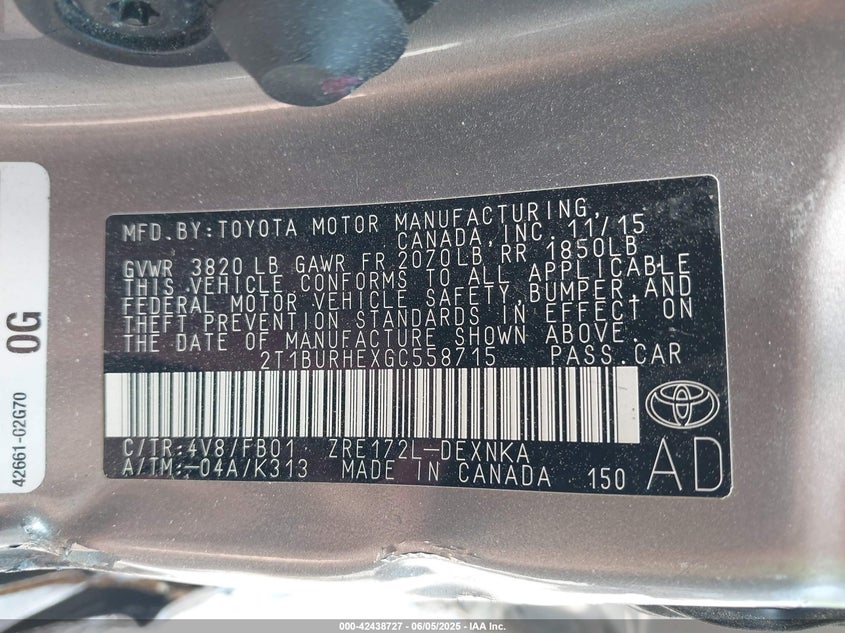 MFD.BY:TOYOTA MOTOR MANUFACTURING,
CANADA,INC. 11/15
GVWR 3820 LB GAWR FR 2070LB RR 1850LB
THIS VEHICLE CONFORMS TO ALL APPLICABLE
FEDERAL MOTOR VEHICLE SAFETY,BUMPER AND
THEFT PREVENTION STANDARDS IN EFFECT ON
THE DATE OF MANUFACTURE SHOWN ABOVE.
2T1BURHEXGC558715 PASS.CAR
C/TR:4V8/FB01 ZRE172L-DEXNKA
A/TM:-04A/K313 MADE IN CANADA 150
AD
0G
42661-02G70
000-42438727 - 06/05/2025 - IAA Inc.